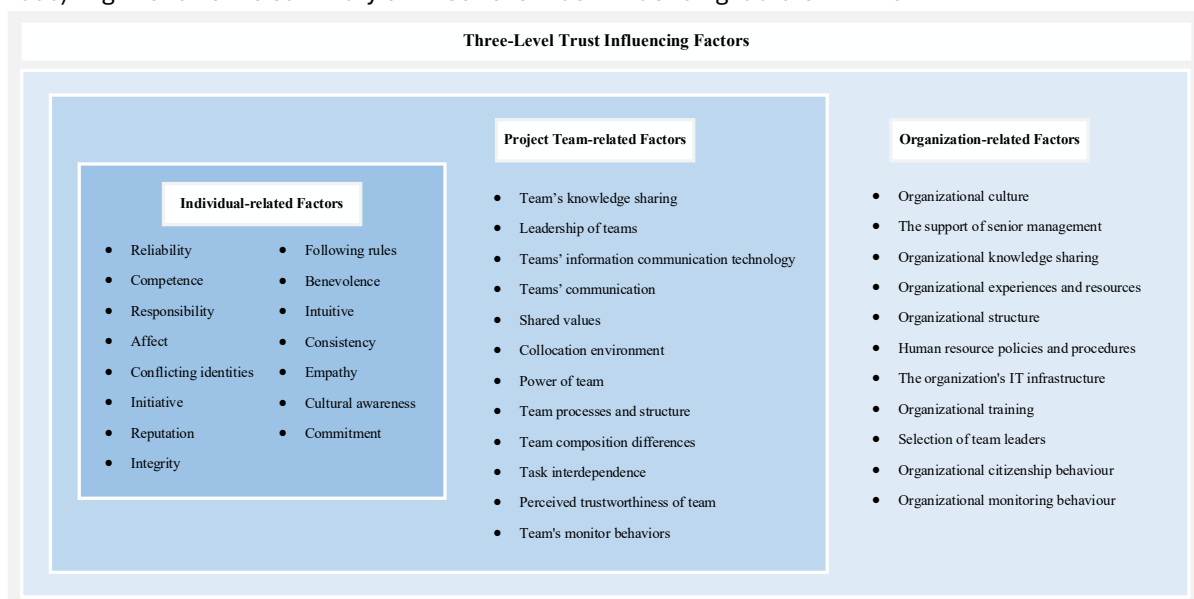 Three-Level Trust Influencing Factors
Individual-related Factors
• Reliability
• Competence
• Responsibility
• Affect
• Conflicting identities
• Initiative
• Reputation
• Integrity
• Following rules
• Benevolence
• Intuitive
• Consistency
• Empathy
• Cultural awareness
• Commitment
Project Team-related Factors
• Team’s knowledge sharing
• Leadership of teams
• Teams’ information communication technology
• Teams’ communication
• Shared values
• Collocation environment
• Power of team
• Team processes and structure
• Team composition differences
• Task interdependence
• Perceived trustworthiness of team
• Team's monitor behaviors
Organization-related Factors
• Organizational culture
• The support of senior management
• Organizational knowledge sharing
• Organizational experiences and resources
• Organizational structure
• Human resource policies and procedures
• The organization's IT infrastructure
• Organizational training
• Selection of team leaders
• Organizational citizenship behaviour
• Organizational monitoring behaviour